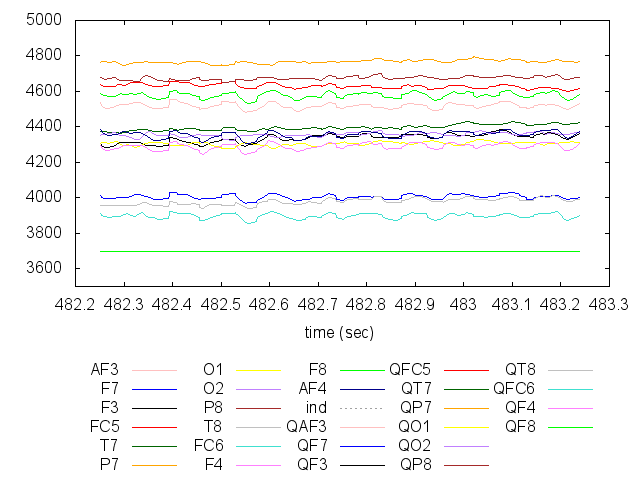 5000
4800
4600
4400
4200
4000
3800
3600
482.2 482.3 482.4 482.5 482.6 482.7 482.8 482.9 483 483.1 483.2 483.3
time (sec)
AF3 O1 F8 QFC5 QT8
F7 O2 AF4 QT7 QFC6
F3 P8 ind QP7 QF4
FC5 T8 QAF3 QO1 QF8
T7 FC6 QF7 QO2
P7 F4 QF3 QP8